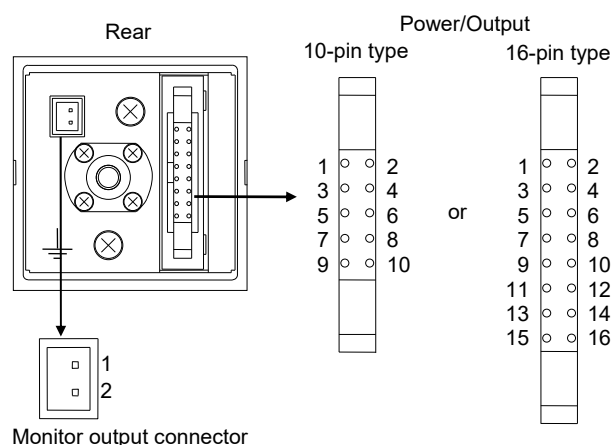 Rear
Power/Output
10-pin type
16-pin type
1 2
3 4
5 6
7 8
9 10
or
1 2
3 4
5 6
7 8
9 10
11 12
13 14
15 16
1
2
Monitor output connector